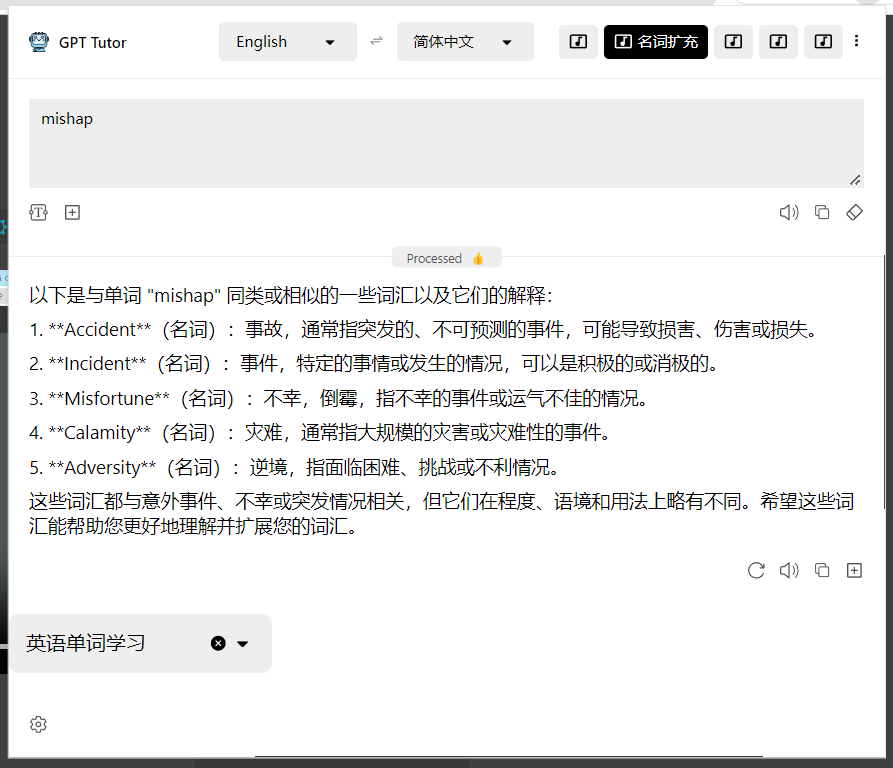 GPT Tutor
English
简体中文
名词扩充
mishap
Processed 👍
以下是与单词 "mishap" 同类或相似的一些词汇以及它们的解释：
1. **Accident**（名词）：事故，通常指突发的、不可预测的事件，可能导致损害、伤害或损失。
2. **Incident**（名词）：事件，特定的事情或发生的情况，可以是积极的或消极的。
3. **Misfortune**（名词）：不幸，倒霉，指不幸的事件或运气不佳的情况。
4. **Calamity**（名词）：灾难，通常指大规模的灾害或灾难性的事件。
5. **Adversity**（名词）：逆境，指面临困难、挑战或不利情况。
这些词汇都与意外事件、不幸或突发情况相关，但它们在程度、语境和用法上略有不同。希望这些词
汇能帮助您更好地理解并扩展您的词汇。
英语单词学习